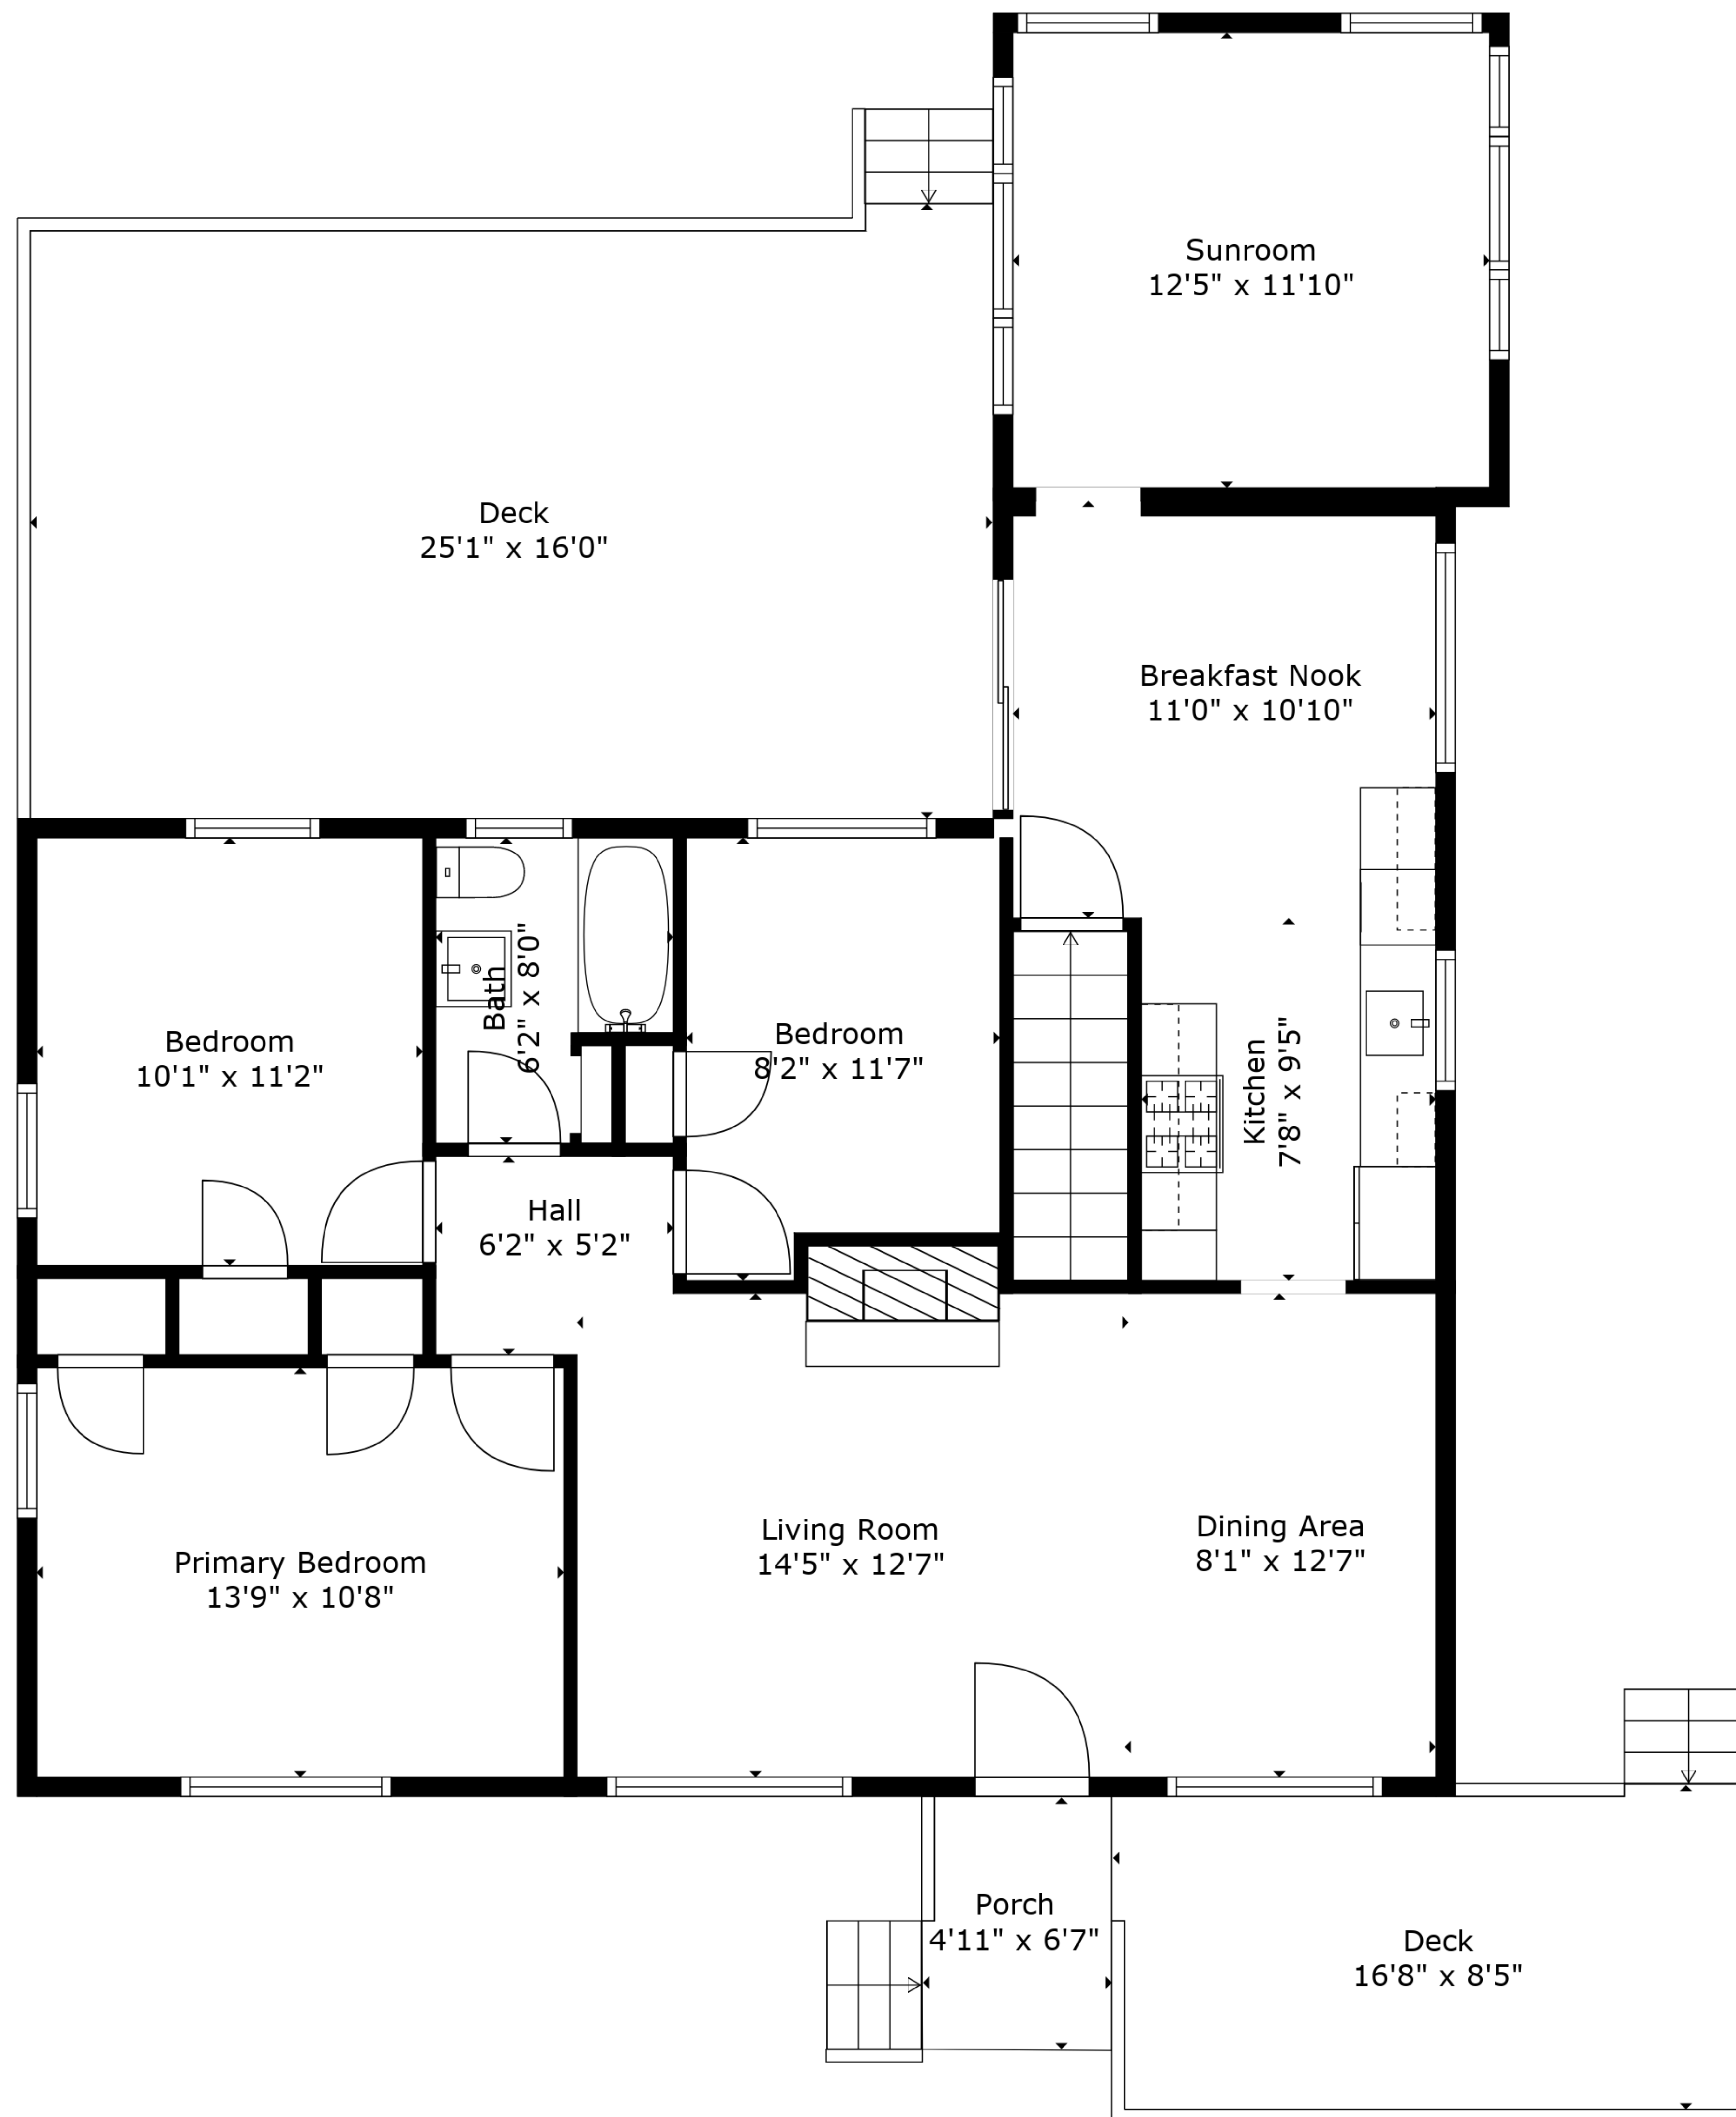 Sunroom
12'5" x 11'10"
Deck
25'1" x 16'0"
Breakfast Nook
11'0" x 10'10"
Bedroom
10'1" x 11'2"
Bath
6'2" x 8'0"
Bedroom
8'2" x 11'7"
Kitchen
7'8" x 9'5"
Hall
6'2" x 5'2"
Primary Bedroom
13'9" x 10'8"
Living Room
14'5" x 12'7"
Dining Area
8'1" x 12'7"
Porch
4'11" x 6'7"
Deck
16'8" x 8'5"